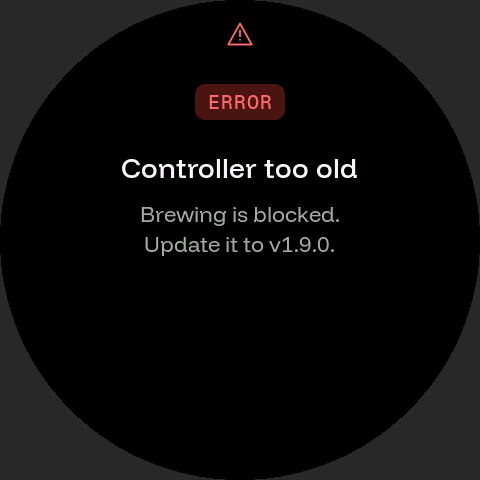 ERROR
Controller too old
Brewing is blocked.
Update it to v1.9.0.